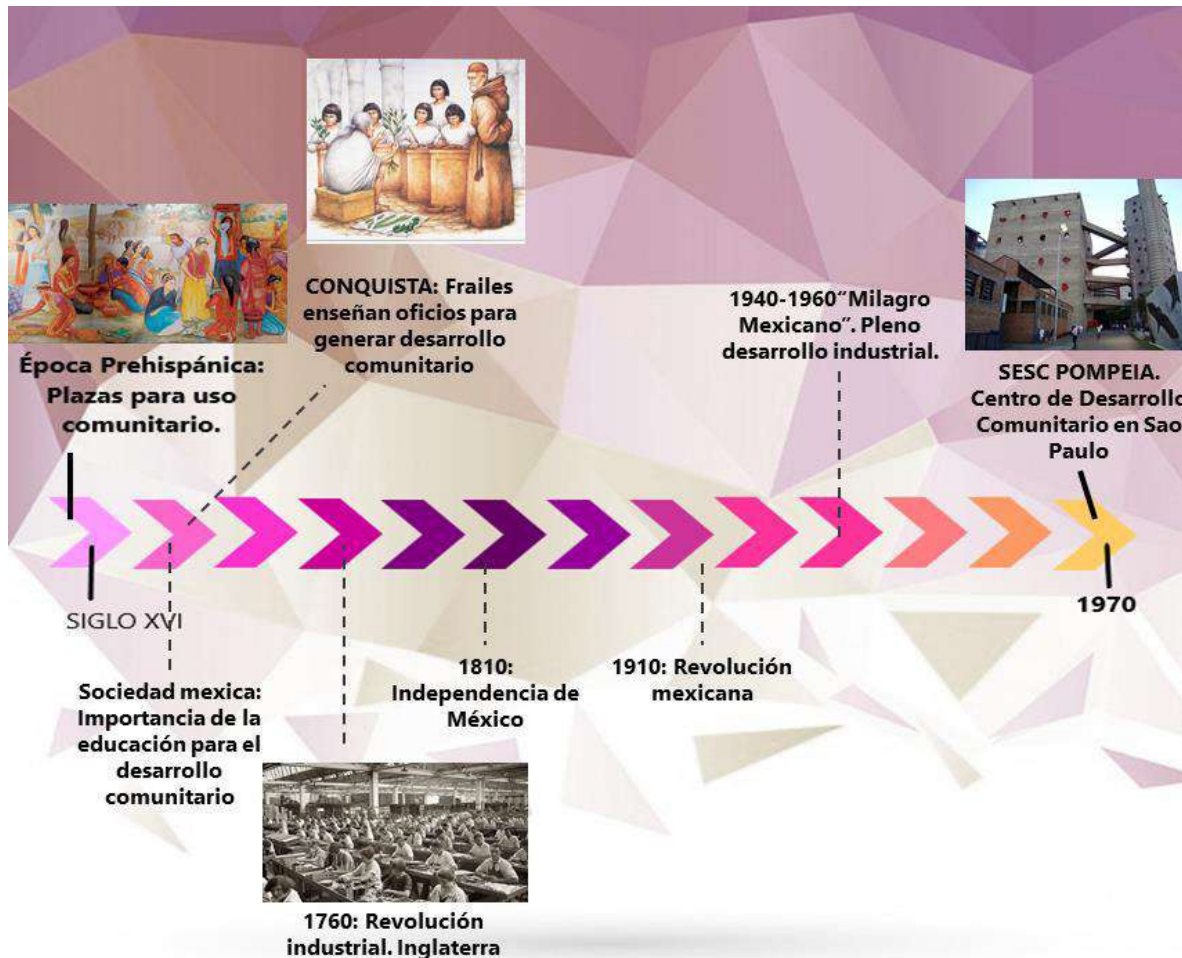 CONQUISTA: Frailes
enseñan oficios para
generar desarrollo
comunitario
Época Prehispánica:
Plazas para uso
comunitario.
1940-1960“Milagro
Mexicano”. Pleno
desarrollo industrial.
SESC POMPEIA.
Centro de Desarrollo
Comunitario en Sao
Paulo
SIGLO XVI
1970
Sociedad mexica:
Importancia de la
educación para el
desarrollo
comunitario
1760: Revolución
industrial. Inglaterra
1810:
Independencia de
México
1910: Revolución
mexicana